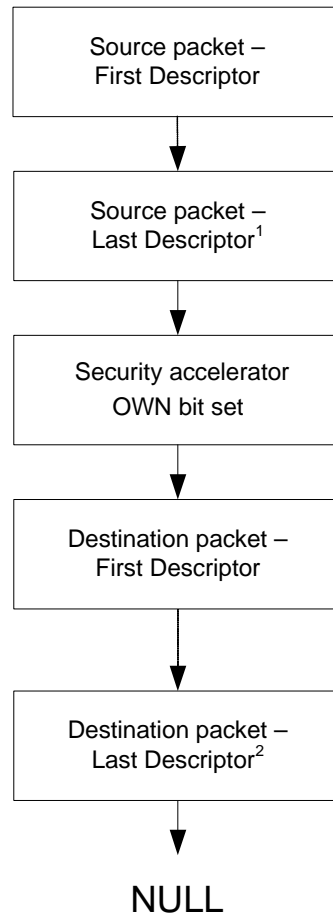 Source packet –
First Descriptor
Source packet –
Last Descriptor¹
Security accelerator
OWN bit set
Destination packet –
First Descriptor
Destination packet –
Last Descriptor²
NULL